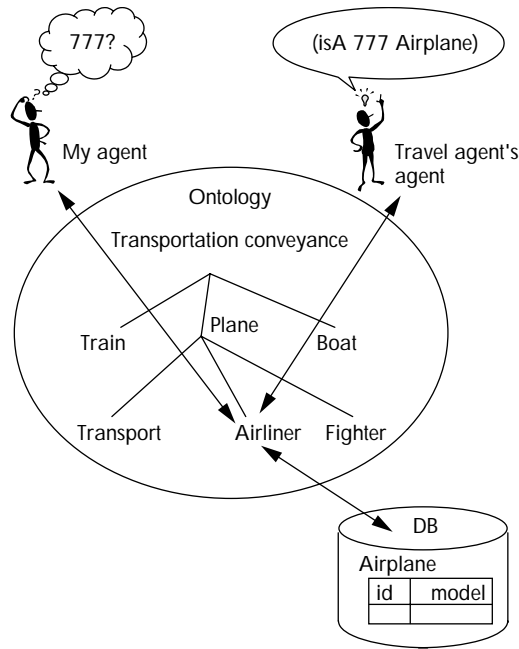 777?
(isA 777 Airplane)
My agent
Travel agent's
agent
Ontology
Transportation conveyance
Train
Plane
Boat
Transport
Airliner
Fighter
DB
Airplane
id model